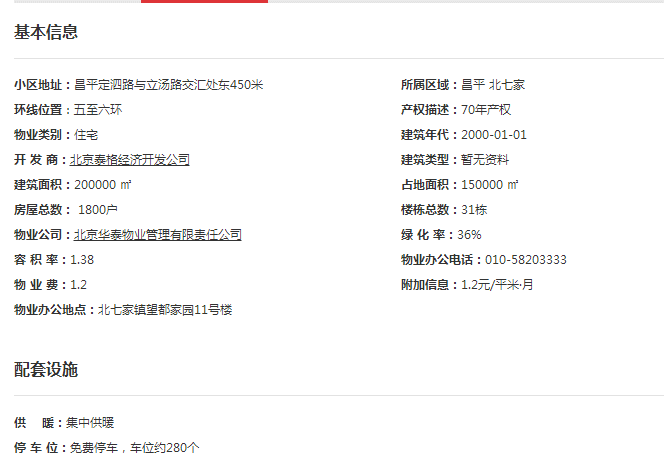 基本信息
小区地址：昌平定泗路与立汤路交汇处东450米 所属区域：昌平 北七家
环线位置：五至六环 产权描述：70年产权
物业类别：住宅 建筑年代：2000-01-01
开 发 商：北京泰格经济开发公司 建筑类型：暂无资料
建筑面积：200000 ㎡ 占地面积：150000 ㎡
房屋总数： 1800户 楼栋总数：31栋
物业公司：北京华泰物业管理有限责任公司 绿 化 率：36%
容 积 率：1.38 物业办公电话：010-58203333
物 业 费：1.2 附加信息：1.2元/平米·月
物业办公地点：北七家镇望都家园11号楼
配套设施
供 暖：集中供暖
停 车 位：免费停车，车位约280个